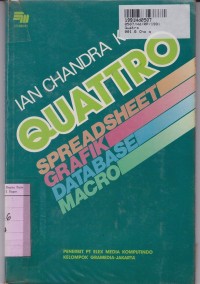 IAN CHANDRA K
QUATTRO
SPREADSHEET
GRAFIK
DATABASE
MACRO
PENERBIT PT ELEX MEDIA KOMPUTINDO
KELOMPOK GRAMEDIA-JAKARTA